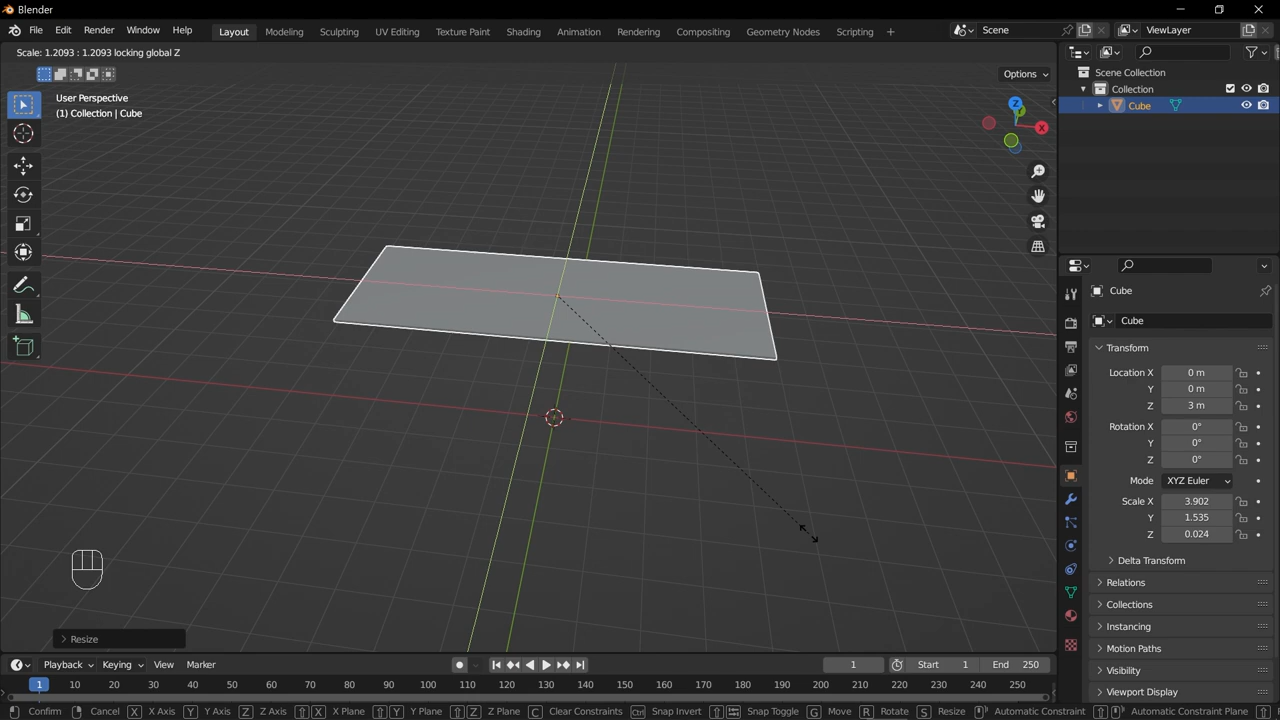 Blender
File Edit Render Window Help Layout Modeling Sculpting UV Editing Texture Paint Shading Animation Rendering Compositing Geometry Nodes Scripting + Scene ViewLayer
Scale: 1.2093 : 1.2093 locking global Z
Options
User Perspective
(1) Collection | Cube
Z
X
Scene Collection
Collection
Cube
Cube
Cube
Transform
Location X 0 m
Y 0 m
Z 3 m
Rotation X 0°
Y 0°
Z 0°
Mode XYZ Euler
Scale X 3.902
Y 1.535
Z 0.024
Delta Transform
Relations
Collections
Instancing
Motion Paths
Visibility
Viewport Display
Resize
Playback Keying View Marker 1 Start 1 End 250
1 10 20 30 40 50 60 70 80 90 100 110 120 130 140 150 160 170 180 190 200 210 220 230 240 250
Confirm Cancel X X Axis Y Y Axis Z Z Axis X X Plane Y Y Plane Z Z Plane C Clear Constraints Ctrl Snap Invert Snap Toggle G Move R Rotate S Resize Automatic Constraint Automatic Constraint Plane